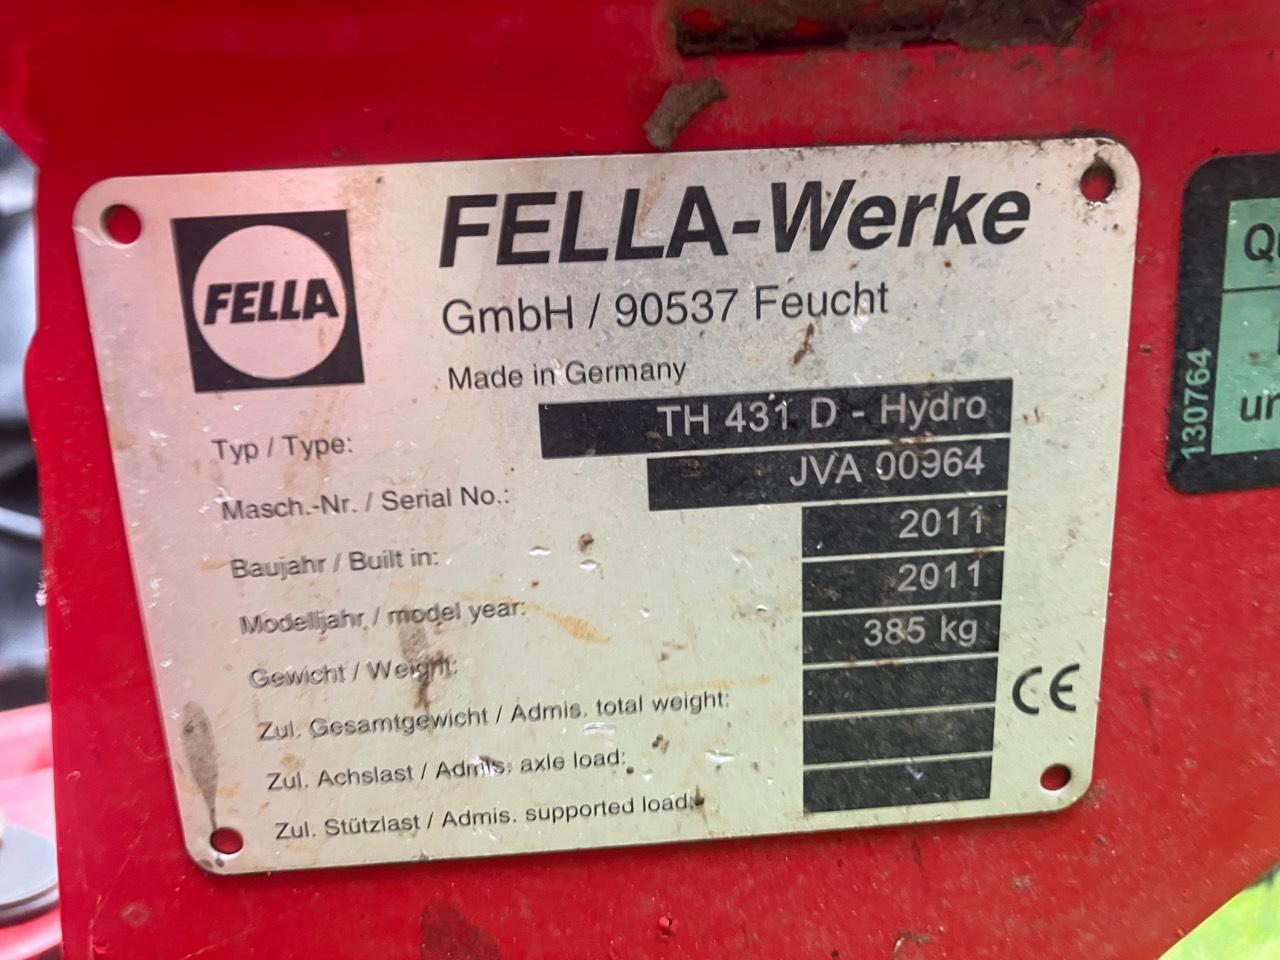 FELLA
FELLA-Werke
GmbH / 90537 Feucht
Made in Germany
Typ / Type: TH 431 D - Hydro
Masch.-Nr. / Serial No.: JVA 00964
Baujahr / Built in: 2011
Modelljahr / model year: 2011
Gewicht / Weight: 385 kg
Zul. Gesamtgewicht / Admis. total weight:
Zul. Achslast / Admis. axle load:
Zul. Stützlast / Admis. supported load:
CE
130764